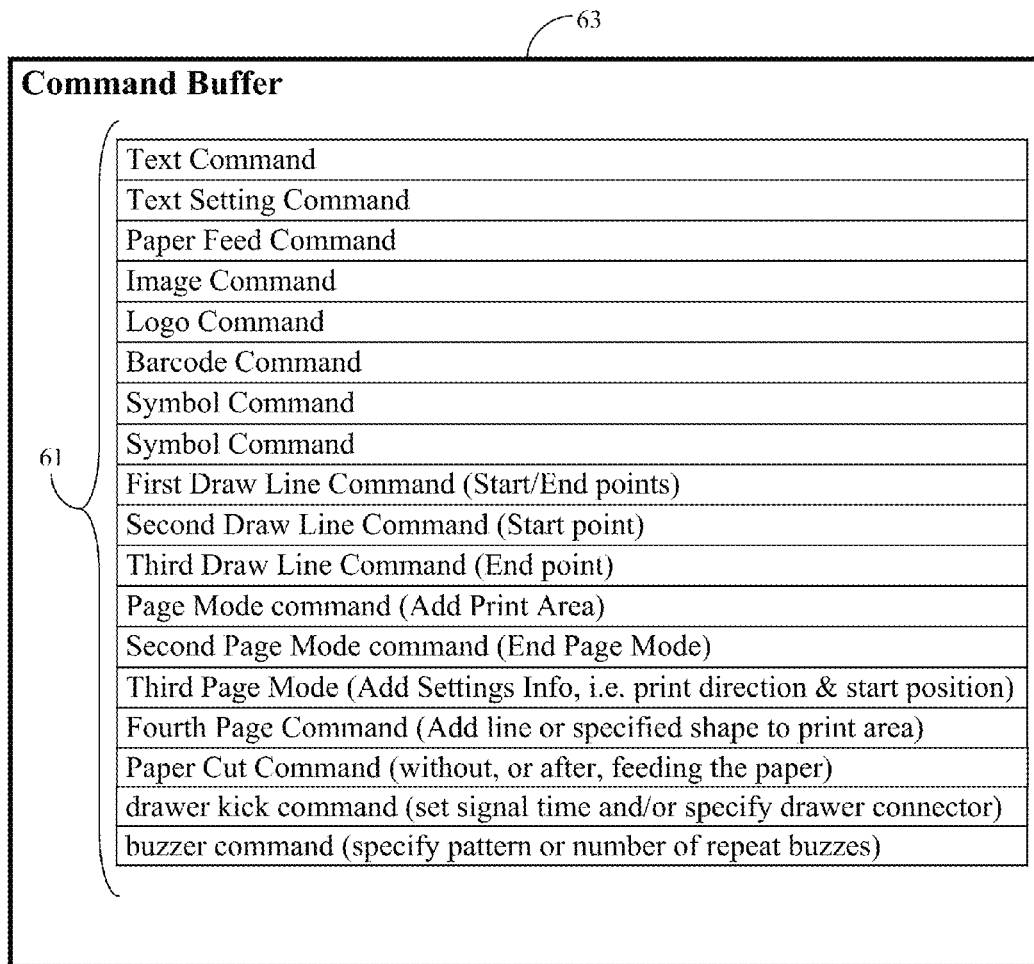 63
Command Buffer
Text Command
Text Setting Command
Paper Feed Command
Image Command
Logo Command
Barcode Command
Symbol Command
Symbol Command
61
First Draw Line Command (Start/End points)
Second Draw Line Command (Start point)
Third Draw Line Command (End point)
Page Mode command (Add Print Area)
Second Page Mode command (End Page Mode)
Third Page Mode (Add Settings Info, i.e. print direction & start position)
Fourth Page Command (Add line or specified shape to print area)
Paper Cut Command (without, or after, feeding the paper)
drawer kick command (set signal time and/or specify drawer connector)
buzzer command (specify pattern or number of repeat buzzes)